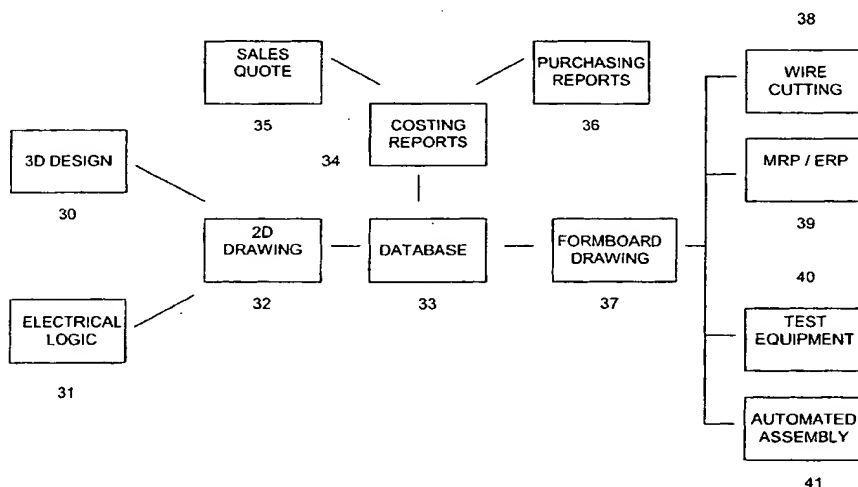 38
SALES
QUOTE
PURCHASING
REPORTS
WIRE
CUTTING
35
34
COSTING
REPORTS
36
3D DESIGN
MRP / ERP
30
2D
DRAWING
DATABASE
FORMBOARD
DRAWING
39
40
ELECTRICAL
LOGIC
32
33
37
TEST
EQUIPMENT
31
AUTOMATED
ASSEMBLY
41